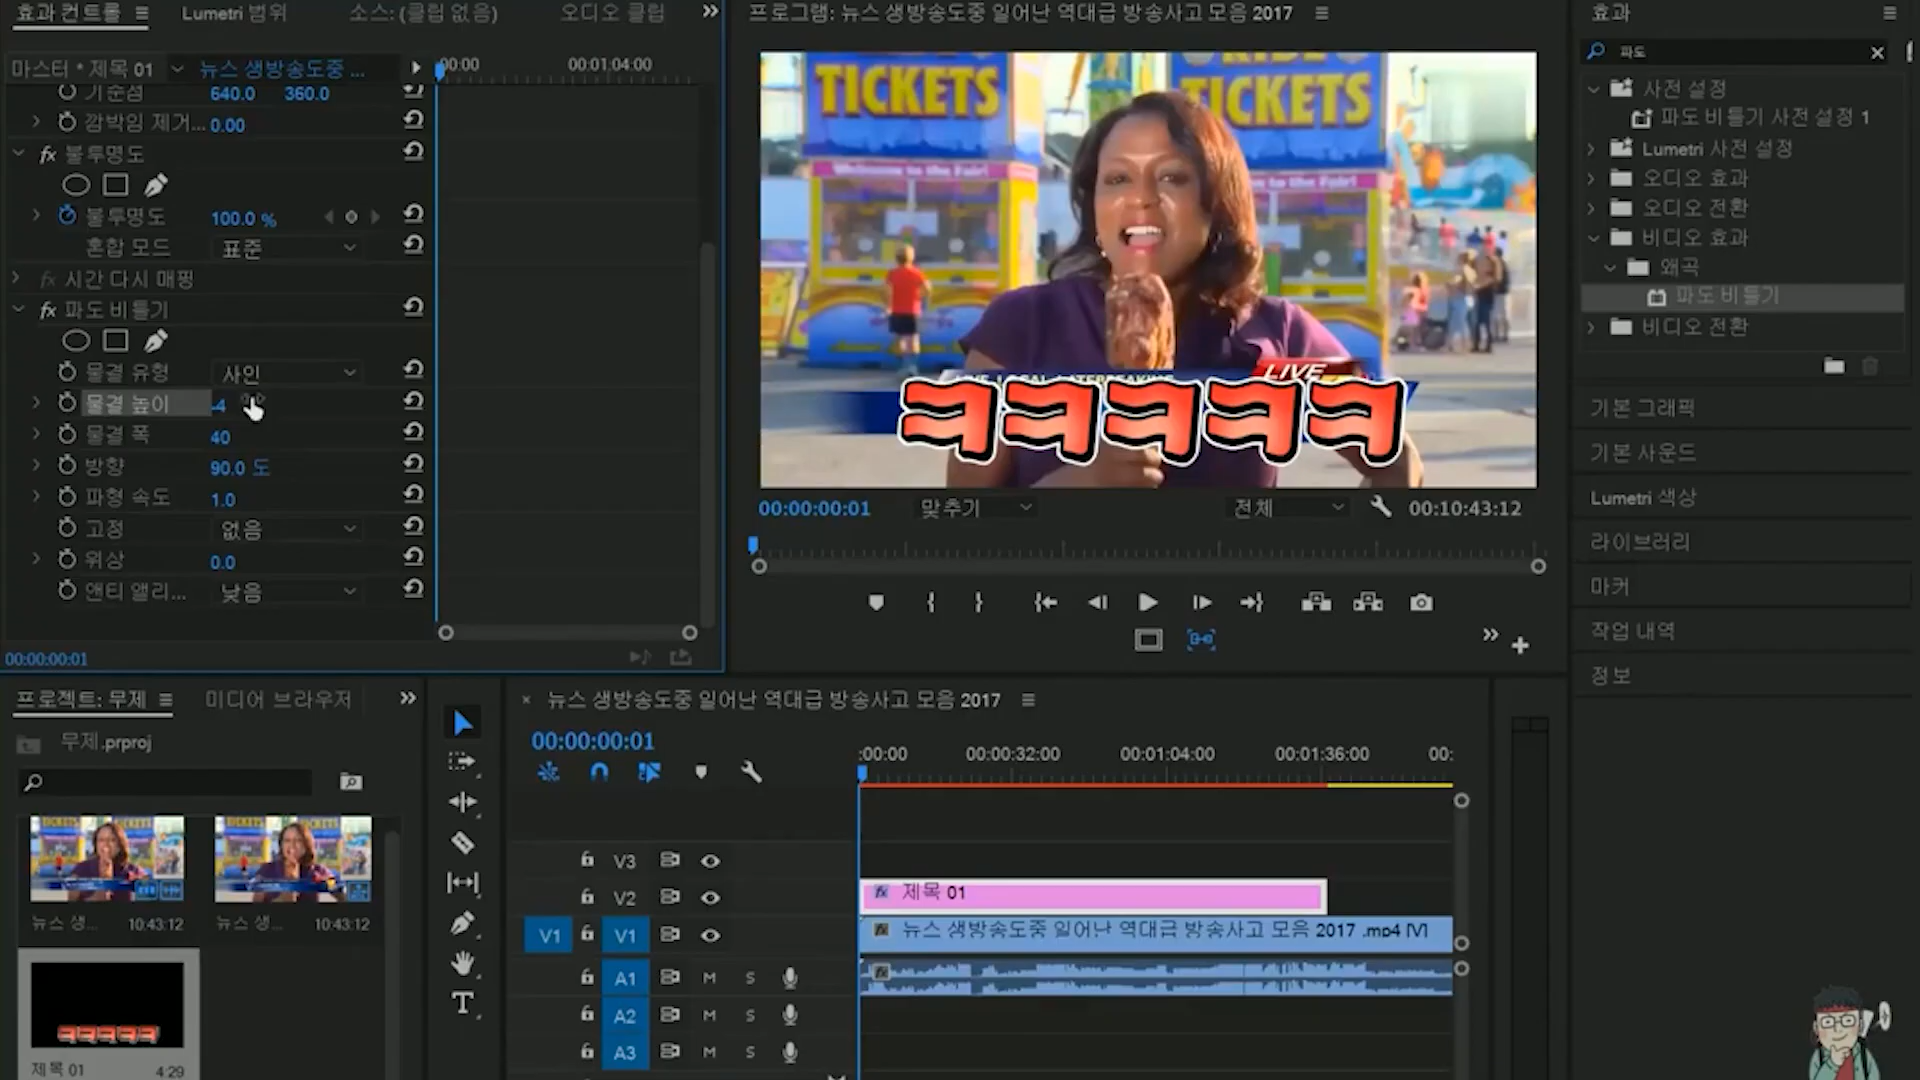 효과 컨트롤
Lumetri 범위
소스: (클립 없음)
오디오 클립
마스터 * 제목 01
뉴스 생방송도중 ...
:00:00
00:01:04:00
기준점 640.0 360.0
깜박임 제거... 0.00
fx 불투명도
불투명도 100.0 %
혼합 모드 표준
fx 시간 다시 매핑
fx 파도 비틀기
물결 유형 사인
물결 높이 -4
물결 폭 40
방향 90.0 도
파형 속도 1.0
고정 없음
위상 0.0
앤티 앨리... 낮음
00:00:00:01
프로그램: 뉴스 생방송도중 일어난 역대급 방송사고 모음 2017
TICKETS
TICKETS
Welcome to the Fair!
LIVE
ㅋㅋㅋㅋㅋ
00:00:00:01
맞추기
전체
00:10:43:12
효과
파도
사전 설정
파도 비틀기 사전 설정 1
Lumetri 사전 설정
오디오 효과
오디오 전환
비디오 효과
왜곡
파도 비틀기
비디오 전환
기본 그래픽
기본 사운드
Lumetri 색상
라이브러리
마커
작업 내역
정보
프로젝트: 무제
미디어 브라우저
무제.prproj
뉴스 생... 10:43:12
뉴스 생... 10:43:12
ㅋㅋㅋㅋㅋ
제목 01 4:29
× 뉴스 생방송도중 일어난 역대급 방송사고 모음 2017
00:00:00:01
:00:00
00:00:32:00
00:01:04:00
00:01:36:00
00:
V3
V2
fx 제목 01
V1 V1
fx 뉴스 생방송도중 일어난 역대급 방송사고 모음 2017 .mp4 [V]
A1 M S
fx
A2 M S
A3 M S